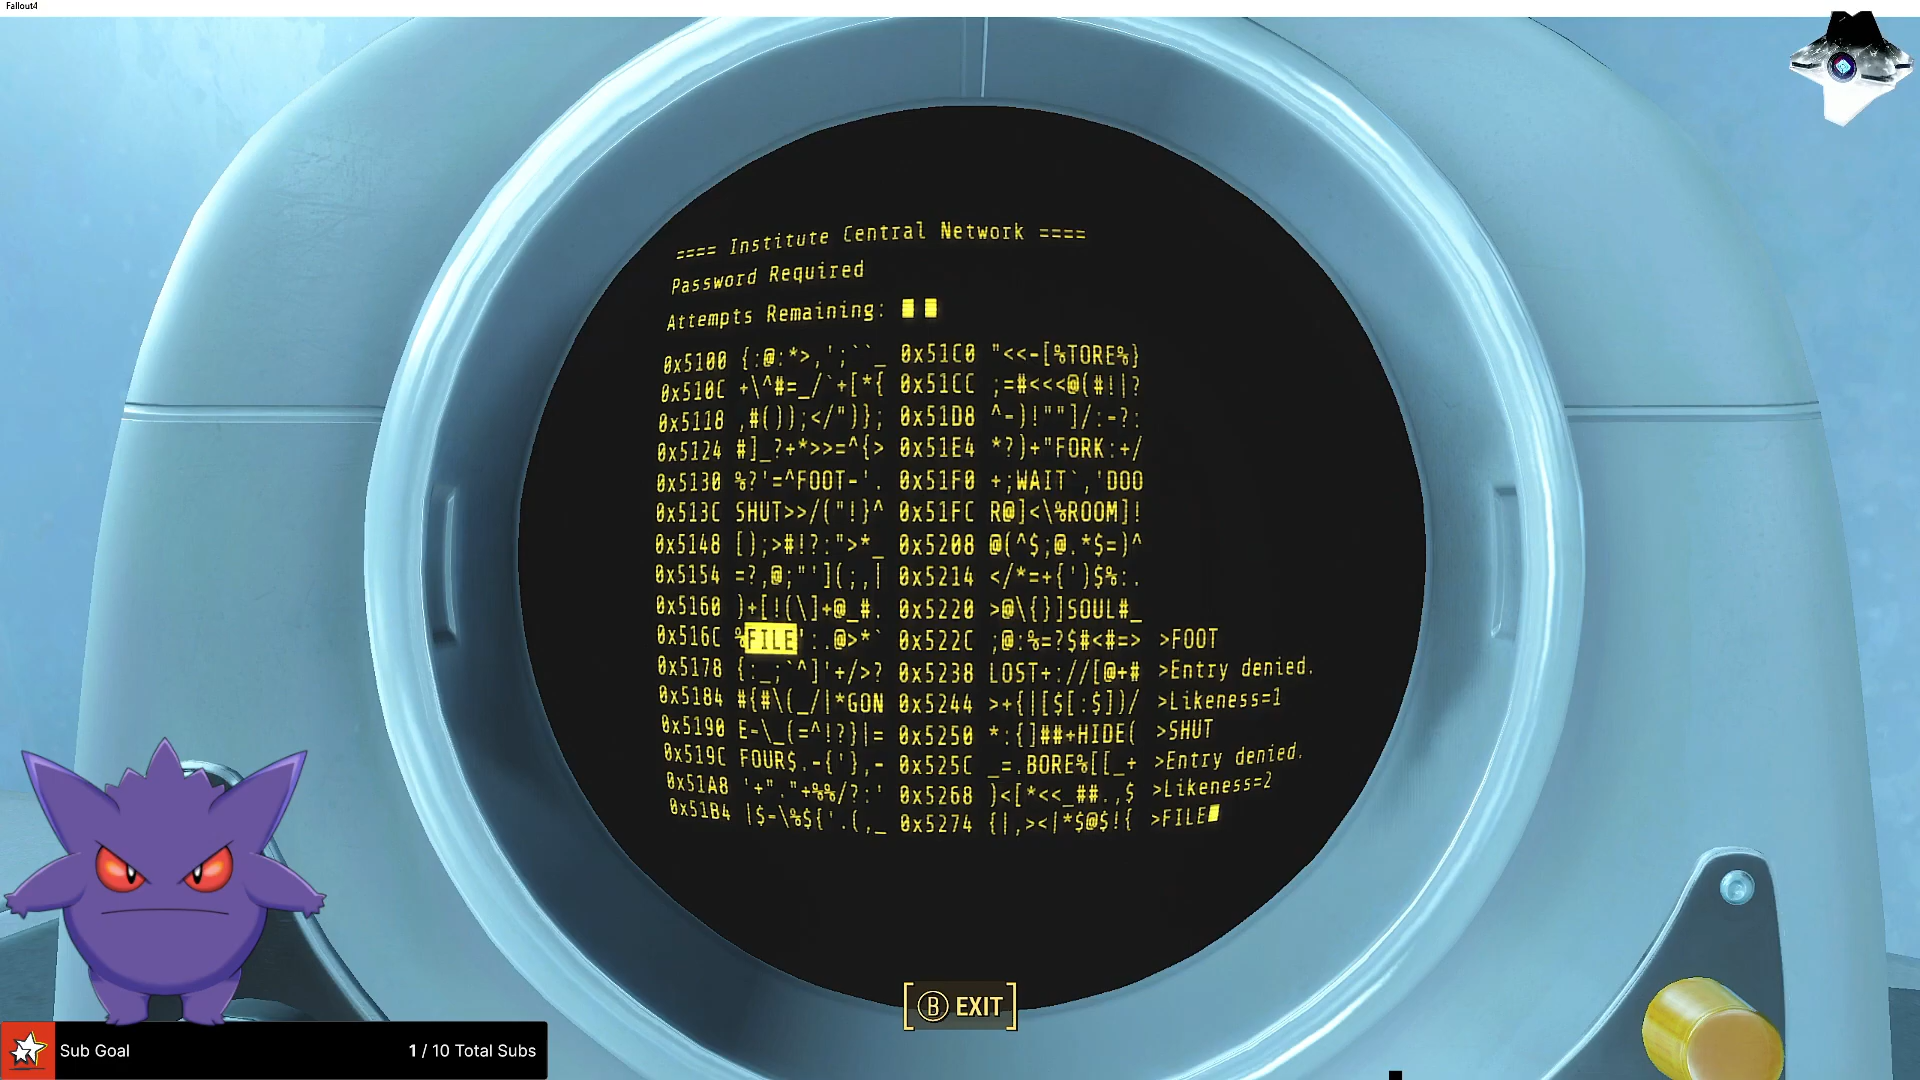 Fallout4
==== Institute Central Network ====
Password Required
Attempts Remaining:
0x5100 {:@:*>,';``_ 0x51C0 "<<-[%TORE%}
0x510C +\^#=_/`+[*{ 0x51CC ;=#<<<@(#!|?
0x5118 ,#());</")}; 0x51D8 ^-)!""]/:-?:
0x5124 #]_?+*>>=^{> 0x51E4 *?)+"FORK:+/
0x5130 %?'=^FOOT-'. 0x51F0 +;WAIT`,'DOO
0x513C SHUT>>/("!}^ 0x51FC R@]<\%ROOM]!
0x5148 [);>#!?:">*_ 0x5208 @(^$;@.*$=)^
0x5154 =?,@;"'](;,| 0x5214 </*=+{')$%:.
0x5160 )+[!(\]+@_#. 0x5220 >@\{}]SOUL#_
0x516C %FILE':.@>*` 0x522C ;@:%=?$#<#=> >FOOT
0x5178 {:_;`^]'+/>? 0x5238 LOST+://[@+# >Entry denied.
0x5184 #{#\(_/|*GON 0x5244 >+{|[$[:$])/ >Likeness=1
0x5190 E-\_(=^!?}|= 0x5250 *:{]##+HIDE( >SHUT
0x519C FOUR$.-{'},- 0x525C _=.BORE%[[_+ >Entry denied.
0x51A8 '+"."+%%/?:' 0x5268 )<[*<<_##.,$ >Likeness=2
0x51B4 |$-\%${'.(,_ 0x5274 {|,><|*$@$!{ >FILE
[B EXIT]
Sub Goal 1 / 10 Total Subs